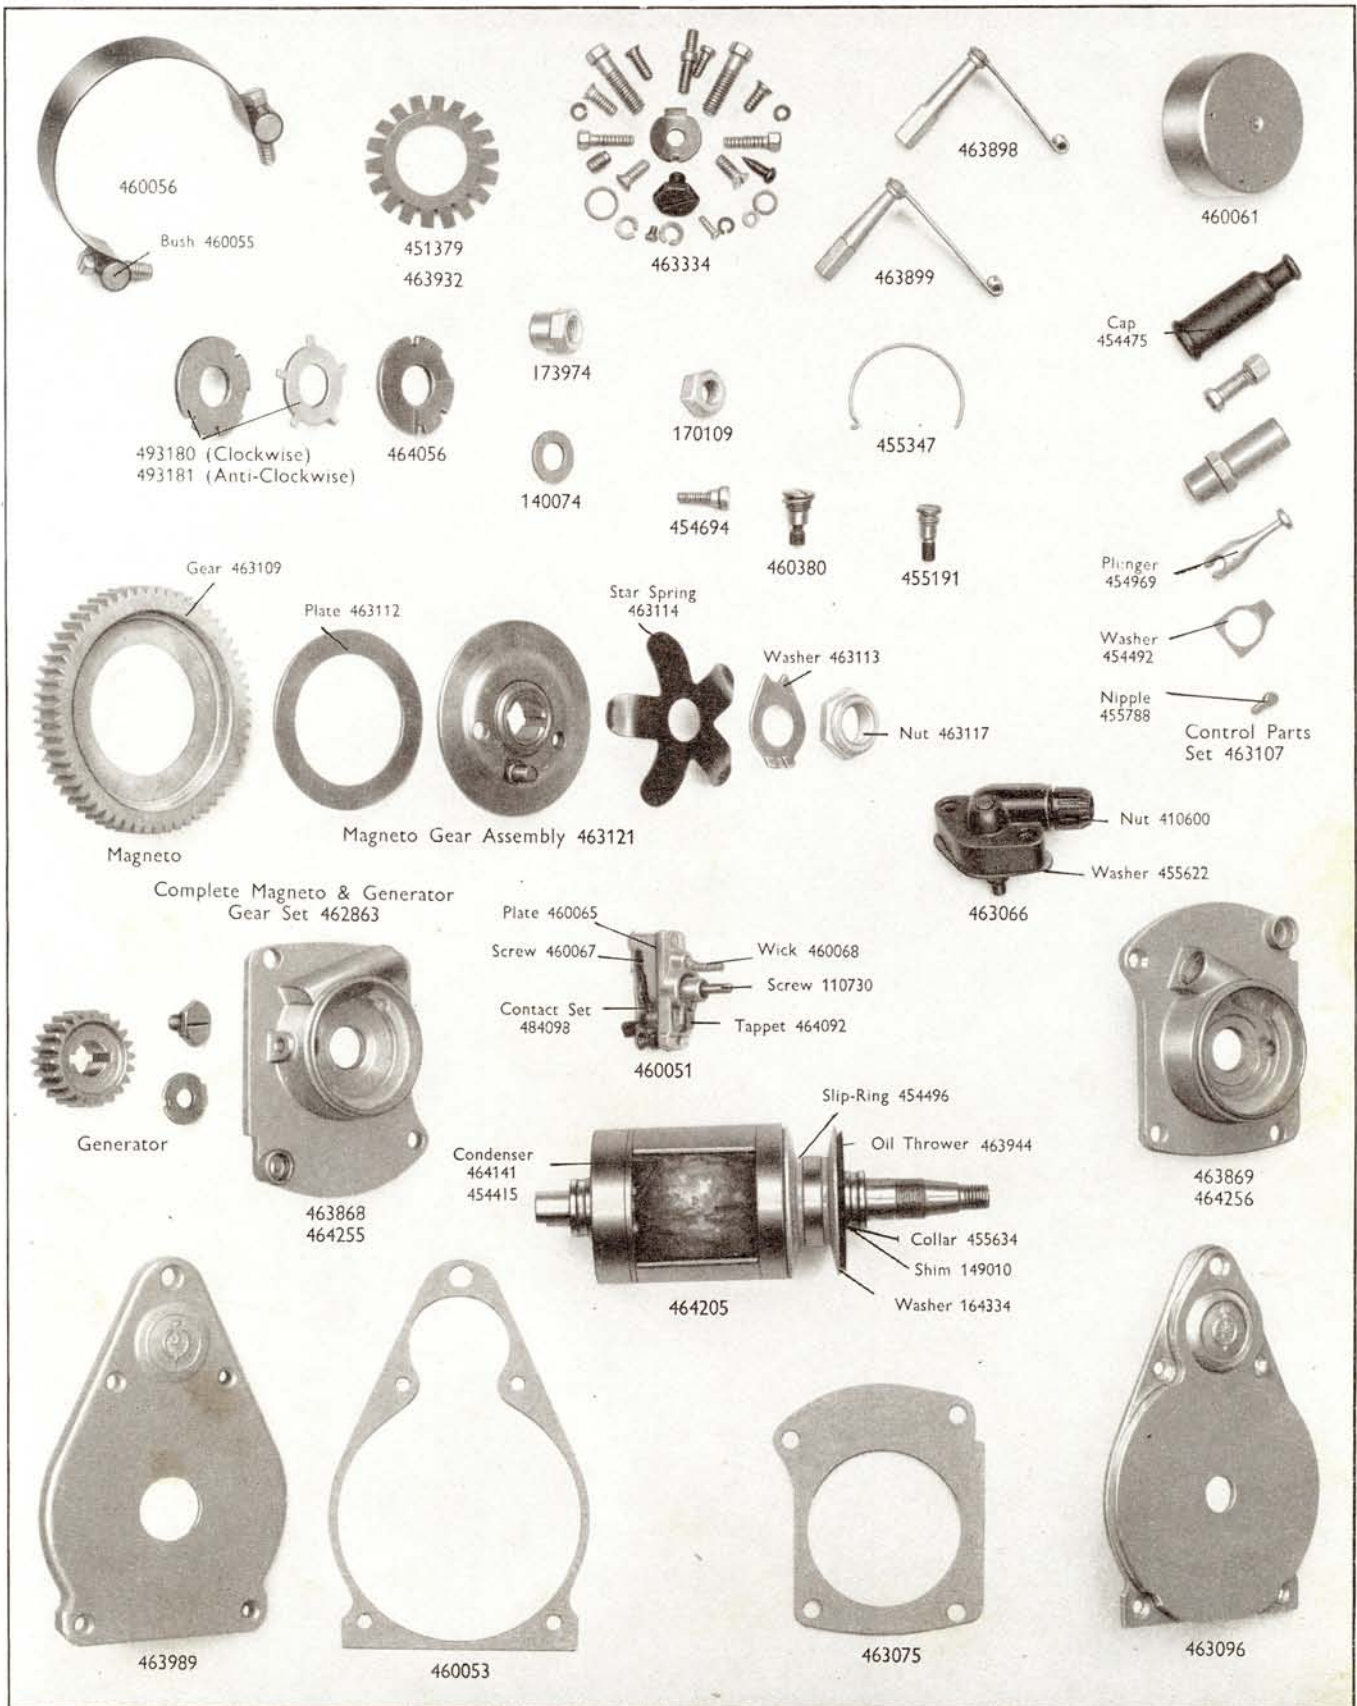 460056
Bush 460055
451379
463932
463334
463898
463899
460061
Cap
454475
173974
170109
455347
493180 (Clockwise)
493181 (Anti-Clockwise)
464056
140074
454694
460380
455191
Plunger
454969
Washer
454492
Nipple
455788
Control Parts
Set 463107
Gear 463109
Plate 463112
Star Spring
463114
Washer 463113
Nut 463117
Magneto Gear Assembly 463121
Magneto
Nut 410600
Washer 455622
463066
Complete Magneto & Generator
Gear Set 462863
Plate 460065
Screw 460067
Wick 460068
Screw 110730
Contact Set
484098
Tappet 464092
460051
Generator
463868
464255
Slip-Ring 454496
Oil Thrower 463944
Condenser
464141
454415
Collar 455634
Shim 149010
Washer 164334
464205
463869
464256
463989
460053
463075
463096